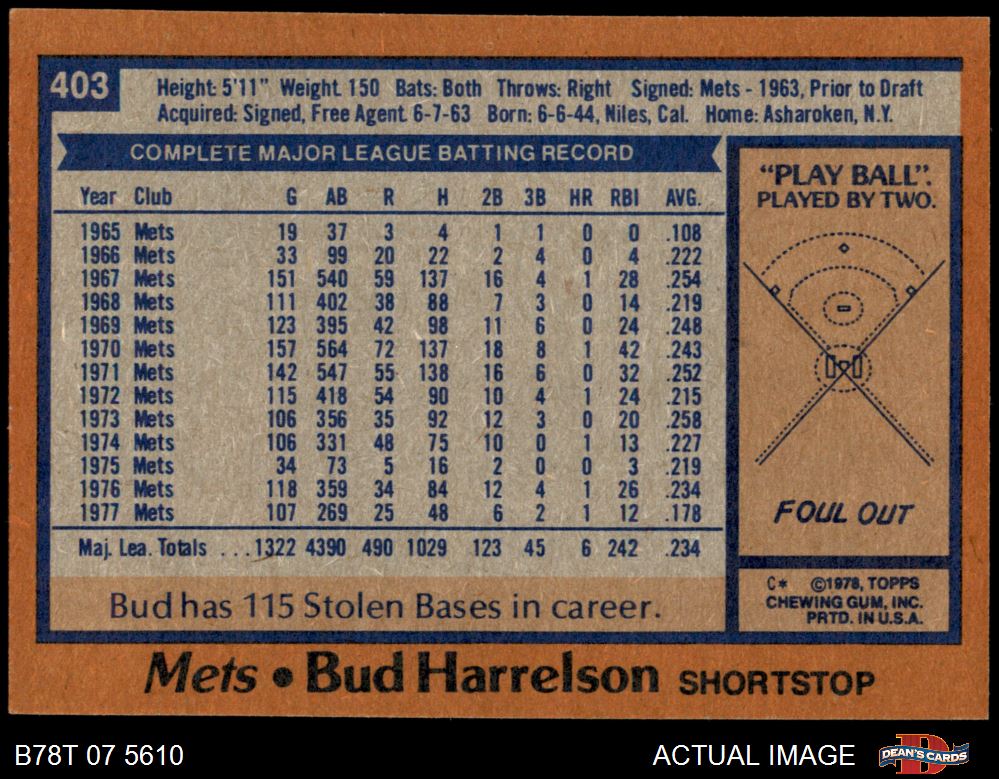 403
Height: 5'11" Weight: 150 Bats: Both Throws: Right Signed: Mets - 1963, Prior to Draft
Acquired: Signed, Free Agent 6-7-63 Born: 6-6-44, Niles, Cal. Home: Asharoken, N.Y.
COMPLETE MAJOR LEAGUE BATTING RECORD
Year Club G AB R H 2B 3B HR RBI AVG.
1965 Mets 19 37 3 4 1 1 0 0 .108
1966 Mets 33 99 20 22 2 4 0 4 .222
1967 Mets 151 540 59 137 16 4 1 28 .254
1968 Mets 111 402 38 88 7 3 0 14 .219
1969 Mets 123 395 42 98 11 6 0 24 .248
1970 Mets 157 564 72 137 18 8 1 42 .243
1971 Mets 142 547 55 138 16 6 0 32 .252
1972 Mets 115 418 54 90 10 4 1 24 .215
1973 Mets 106 356 35 92 12 3 0 20 .258
1974 Mets 106 331 48 75 10 0 1 13 .227
1975 Mets 34 73 5 16 2 0 0 3 .219
1976 Mets 118 359 34 84 12 4 1 26 .234
1977 Mets 107 269 25 48 6 2 1 12 .178
Maj. Lea. Totals ...1322 4390 490 1029 123 45 6 242 .234
Bud has 115 Stolen Bases in career.
"PLAY BALL".
PLAYED BY TWO.
FOUL OUT
C* ©1978, TOPPS
CHEWING GUM, INC.
PRTD. IN U.S.A.
Mets • Bud Harrelson SHORTSTOP
B78T 07 5610
ACTUAL IMAGE
D
DEAN'S CARDS